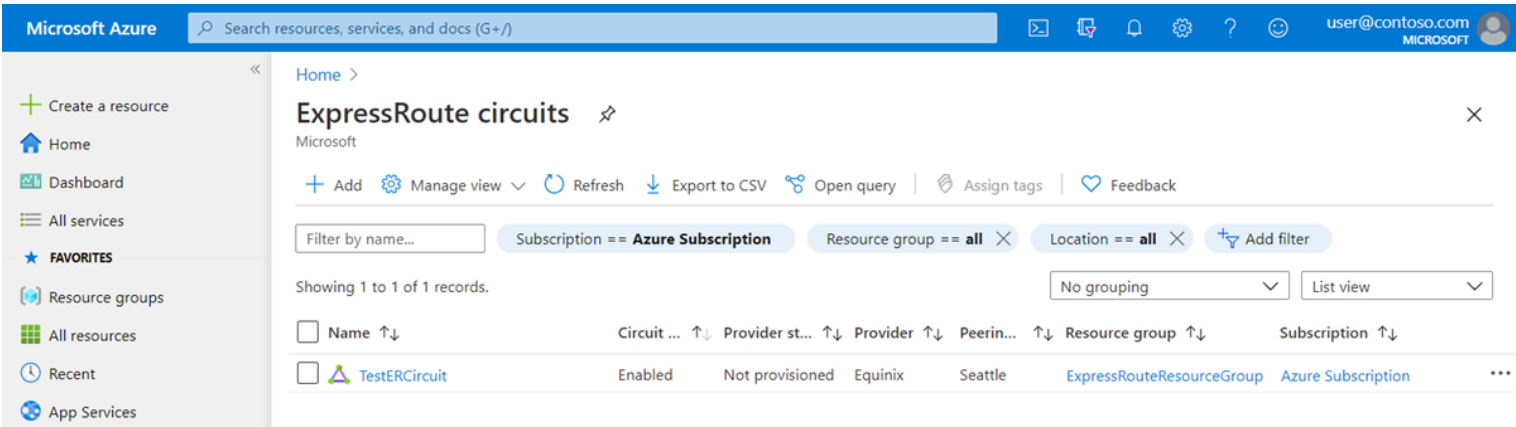 Microsoft Azure
Search resources, services, and docs (G+/)
user@contoso.com
MICROSOFT
«
Create a resource
Home
Dashboard
All services
FAVORITES
Resource groups
All resources
Recent
App Services
Home >
ExpressRoute circuits
Microsoft
Add Manage view Refresh Export to CSV Open query Assign tags Feedback
Filter by name... Subscription == Azure Subscription Resource group == all Location == all Add filter
Showing 1 to 1 of 1 records. No grouping List view
Name ↑↓ Circuit ... ↑↓ Provider st... ↑↓ Provider ↑↓ Peerin... ↑↓ Resource group ↑↓ Subscription ↑↓
TestERCircuit Enabled Not provisioned Equinix Seattle ExpressRouteResourceGroup Azure Subscription ...